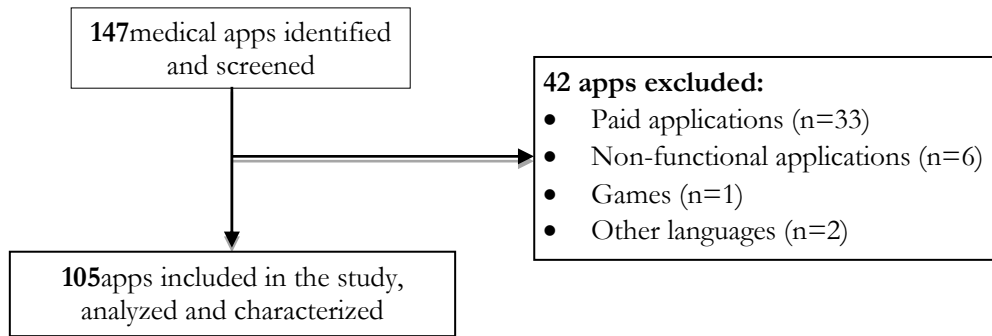 147medical apps identified
and screened
42 apps excluded:
• Paid applications (n=33)
• Non-functional applications (n=6)
• Games (n=1)
• Other languages (n=2)
105apps included in the study,
analyzed and characterized